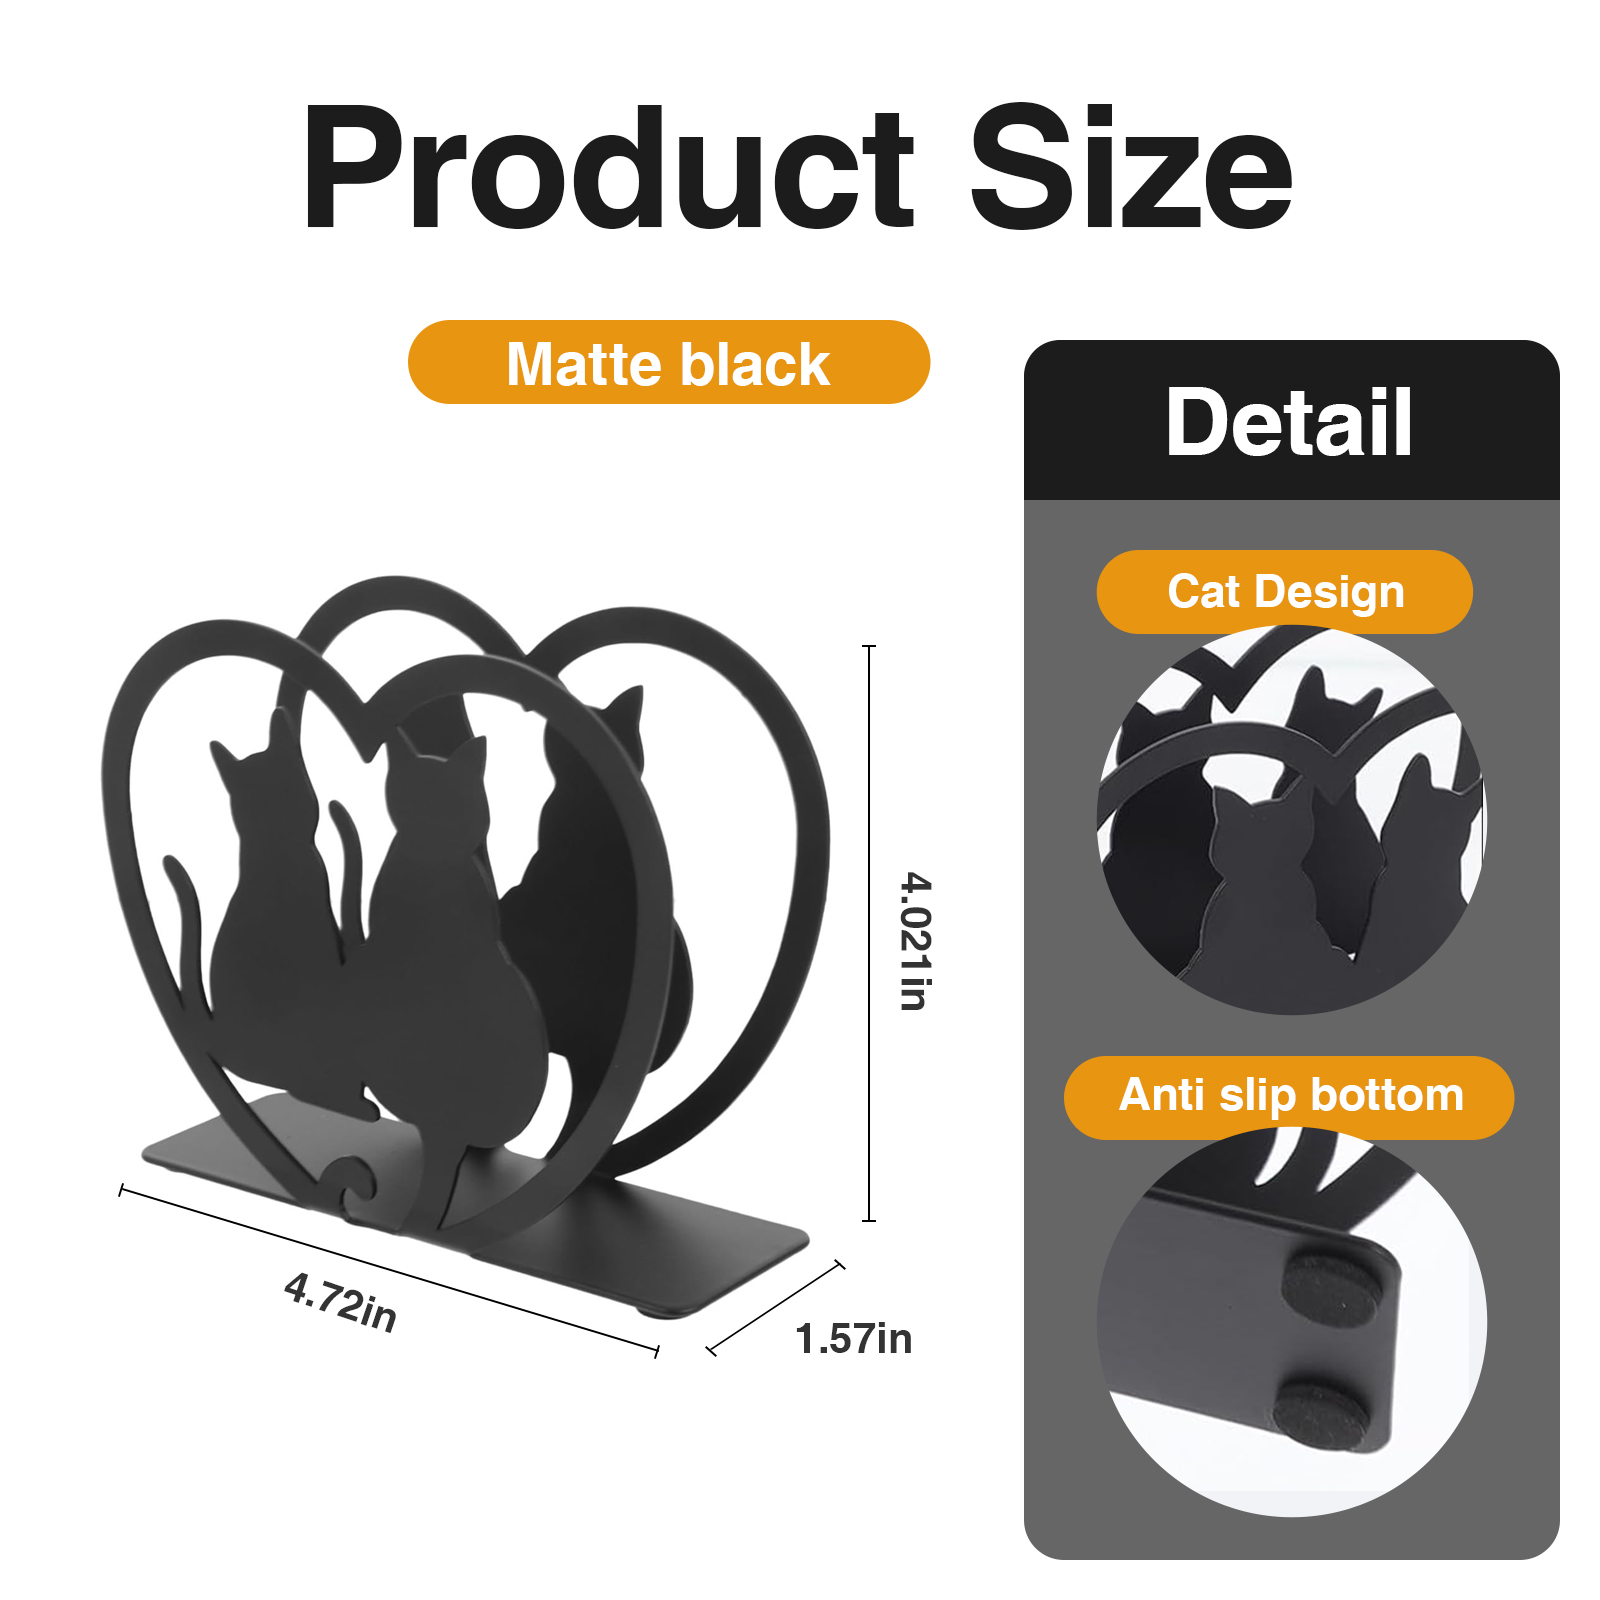 Product Size
Matte black
Detail
Cat Design
4.021in
Anti slip bottom
4.72in
1.57in